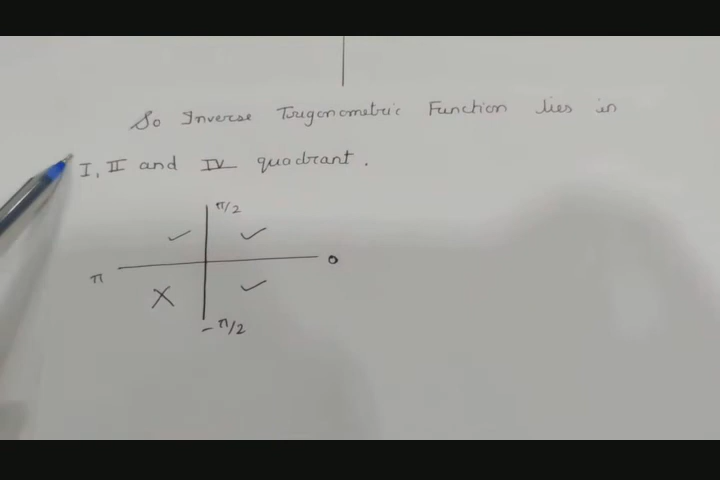 So Inverse Trigonometric Function lies in
I, II and IV quadrant.
π/2
π
0
-π/2